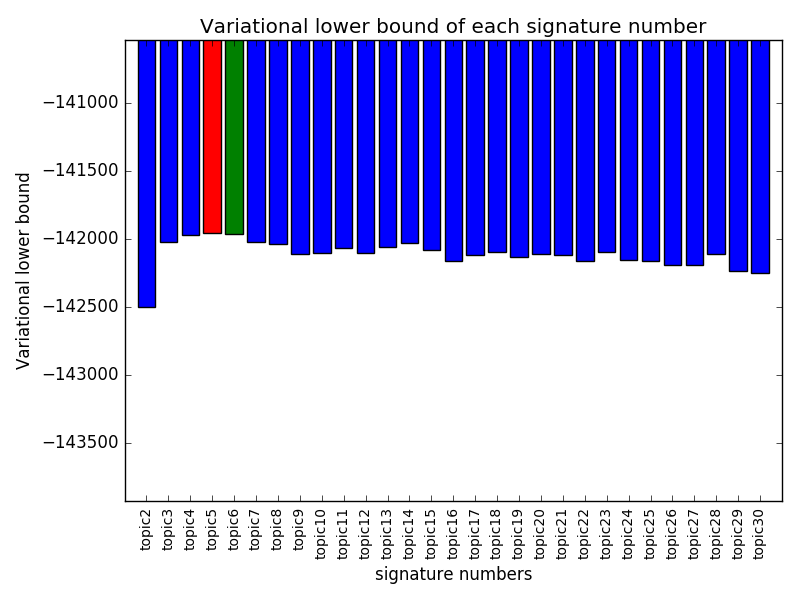 Variational lower bound of each signature number
Variational lower bound
−141000
−141500
−142000
−142500
−143000
−143500
topic2
topic3
topic4
topic5
topic6
topic7
topic8
topic9
topic10
topic11
topic12
topic13
topic14
topic15
topic16
topic17
topic18
topic19
topic20
topic21
topic22
topic23
topic24
topic25
topic26
topic27
topic28
topic29
topic30
signature numbers